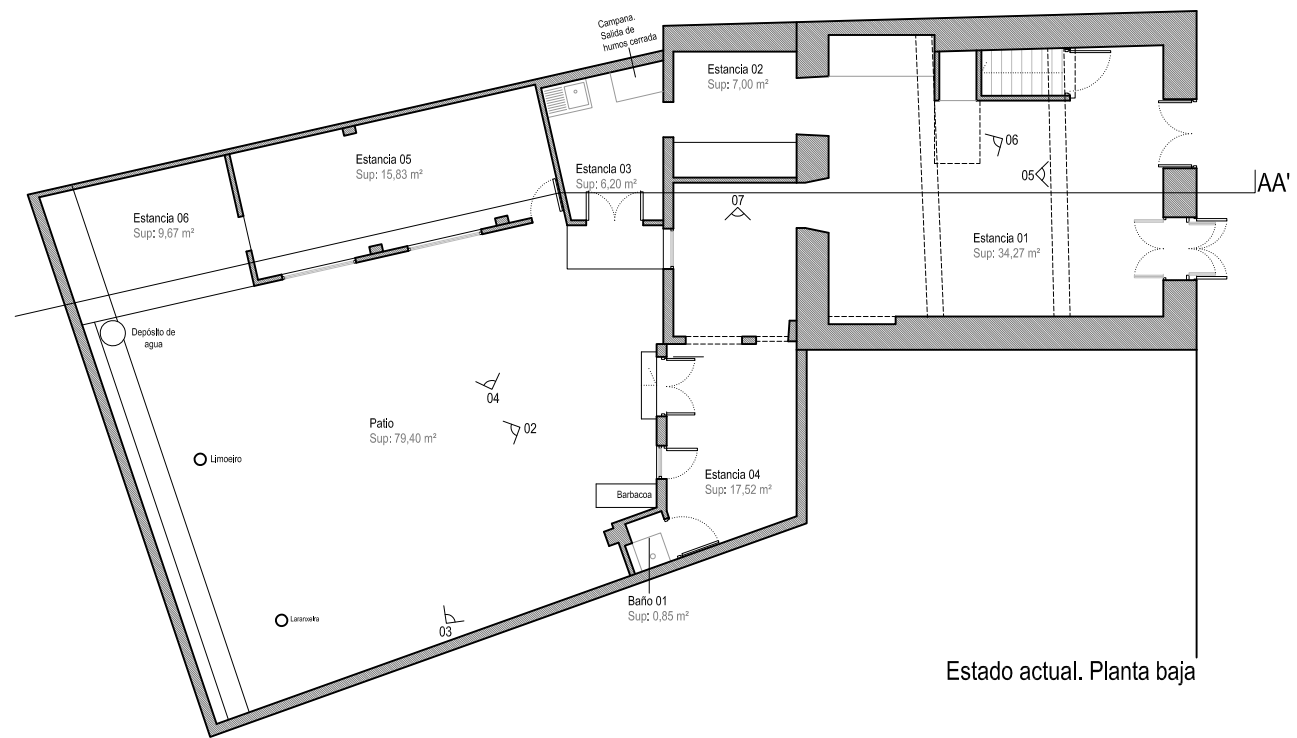 Campana.
Salida de
humos cerrada
Estancia 02
Sup: 7,00 m²
Estancia 05
Sup: 15,83 m²
Estancia 03
Sup: 6,20 m²
06
05
AA'
07
Estancia 06
Sup: 9,67 m²
Estancia 01
Sup: 34,27 m²
Depósito de
agua
04
02
Patio
Sup: 79,40 m²
Limoeiro
Estancia 04
Sup: 17,52 m²
Barbacoa
Baño 01
Sup: 0,85 m²
Laranxeira
03
Estado actual. Planta baja